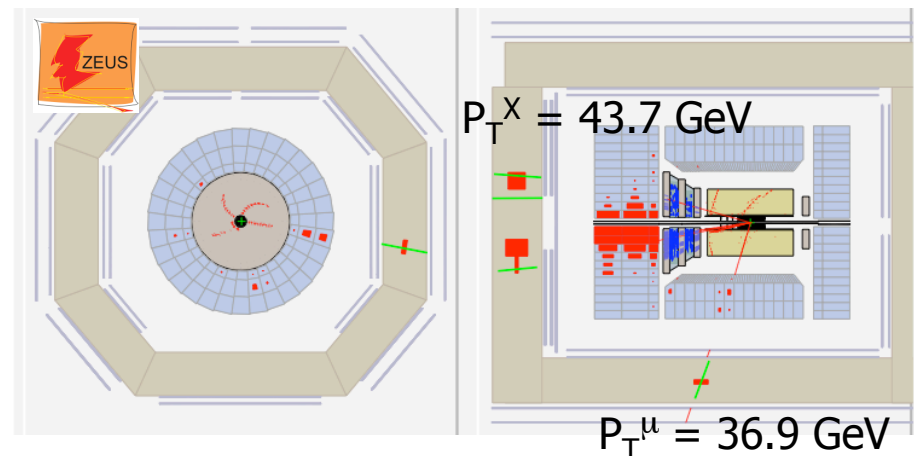 ZEUS
P_T^X = 43.7 GeV
P_T^μ = 36.9 GeV